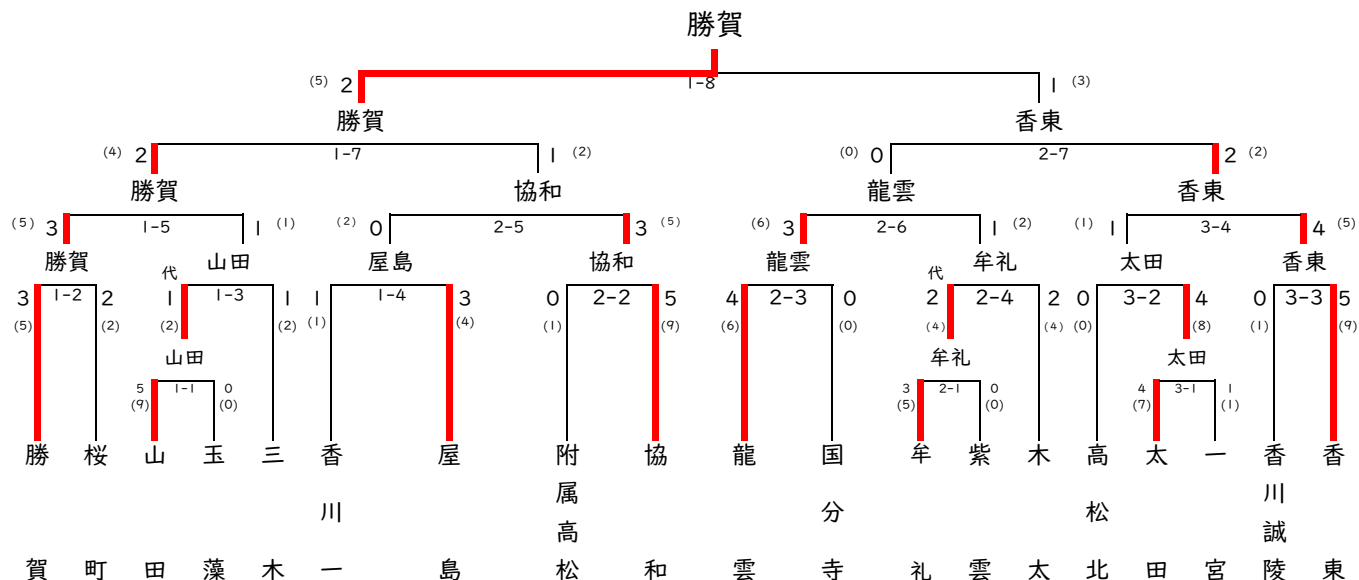 勝賀
(5) 2 1-8 1 (3)
勝賀 香東
(4) 2 1-7 1 (2) (0) 0 2-7 2 (2)
勝賀 協和 龍雲 香東
(5) 3 1-5 1 (1) (2) 0 2-5 3 (5) (6) 3 2-6 1 (2) (1) 1 3-4 4 (5)
勝賀 山田 屋島 協和 龍雲 牟礼 太田 香東
代 代
3 1-2 2 1 1-3 1 1 1-4 3 0 2-2 5 4 2-3 0 2 2-4 2 0 3-2 4 0 3-3 5
(5) (2) (2) (2) (1) (4) (1) (9) (6) (0) (4) (4) (0) (8) (1) (9)
山田 牟礼 太田
5 1-1 0 3 2-1 0 4 3-1 1
(9) (0) (5) (0) (7) (1)
勝賀 桜町 山田 玉藻 三木 香川一 屋島 附属高松 協和 龍雲 国分寺 牟礼 紫雲 木太 高松北 太田 一宮 香川誠陵 香東